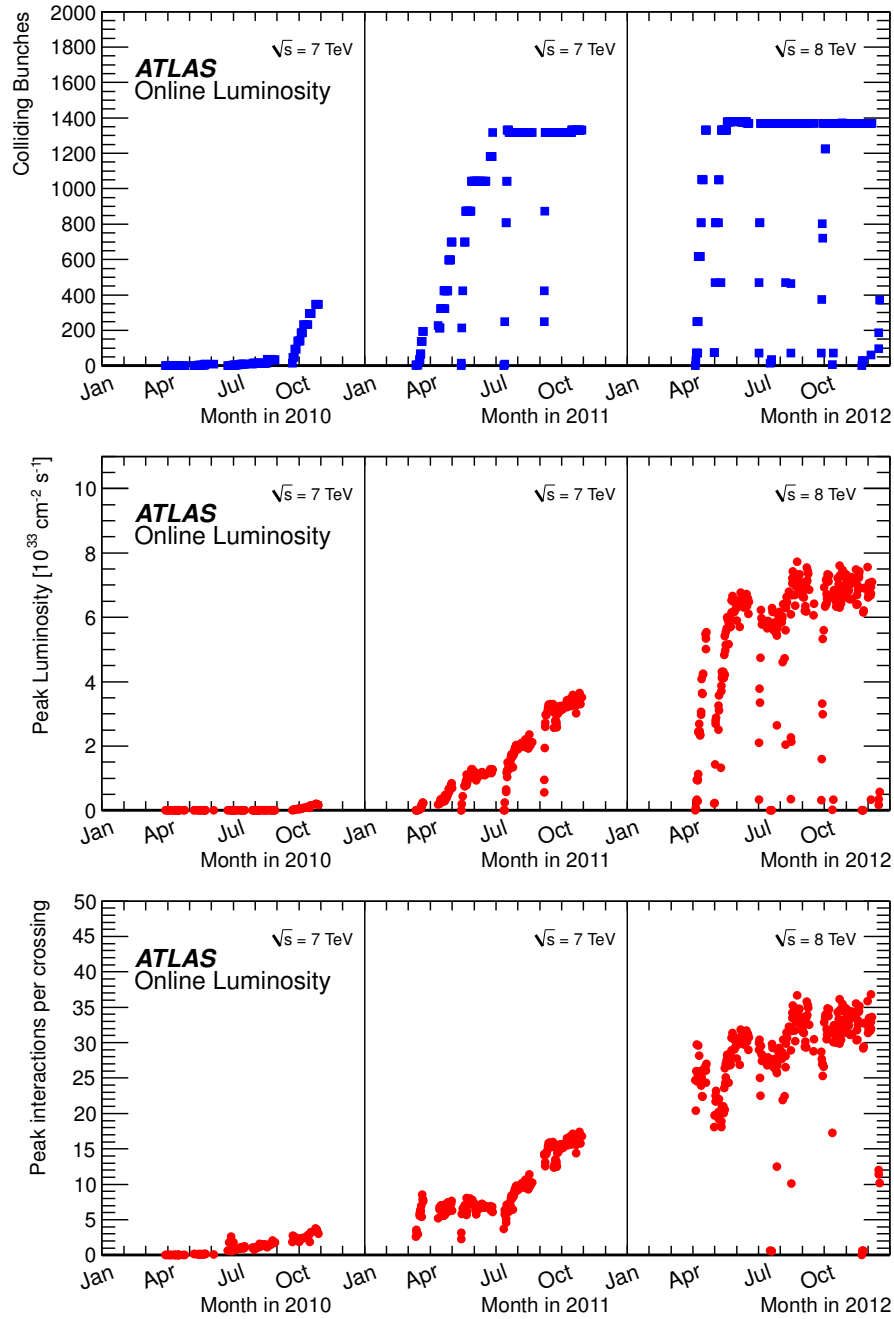 Colliding Bunches
2000
1800
1600
1400
1200
1000
800
600
400
200
0
ATLAS
Online Luminosity
√s = 7 TeV
√s = 7 TeV
√s = 8 TeV
Jan Apr Jul Oct Jan Apr Jul Oct Jan Apr Jul Oct
Month in 2010 Month in 2011 Month in 2012
Peak Luminosity [10³³ cm⁻² s⁻¹]
10
8
6
4
2
0
ATLAS
Online Luminosity
√s = 7 TeV
√s = 7 TeV
√s = 8 TeV
Jan Apr Jul Oct Jan Apr Jul Oct Jan Apr Jul Oct
Month in 2010 Month in 2011 Month in 2012
Peak interactions per crossing
50
45
40
35
30
25
20
15
10
5
0
ATLAS
Online Luminosity
√s = 7 TeV
√s = 7 TeV
√s = 8 TeV
Jan Apr Jul Oct Jan Apr Jul Oct Jan Apr Jul Oct
Month in 2010 Month in 2011 Month in 2012